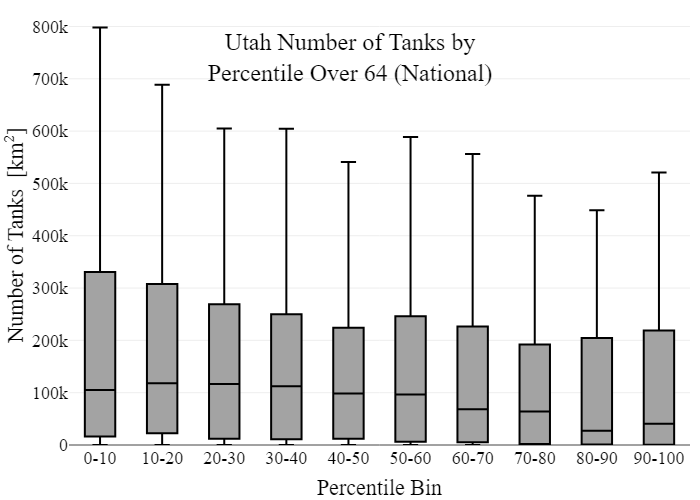 Utah Number of Tanks by
Percentile Over 64 (National)
Number of Tanks [km²]
800k
700k
600k
500k
400k
300k
200k
100k
0
0-10 10-20 20-30 30-40 40-50 50-60 60-70 70-80 80-90 90-100
Percentile Bin